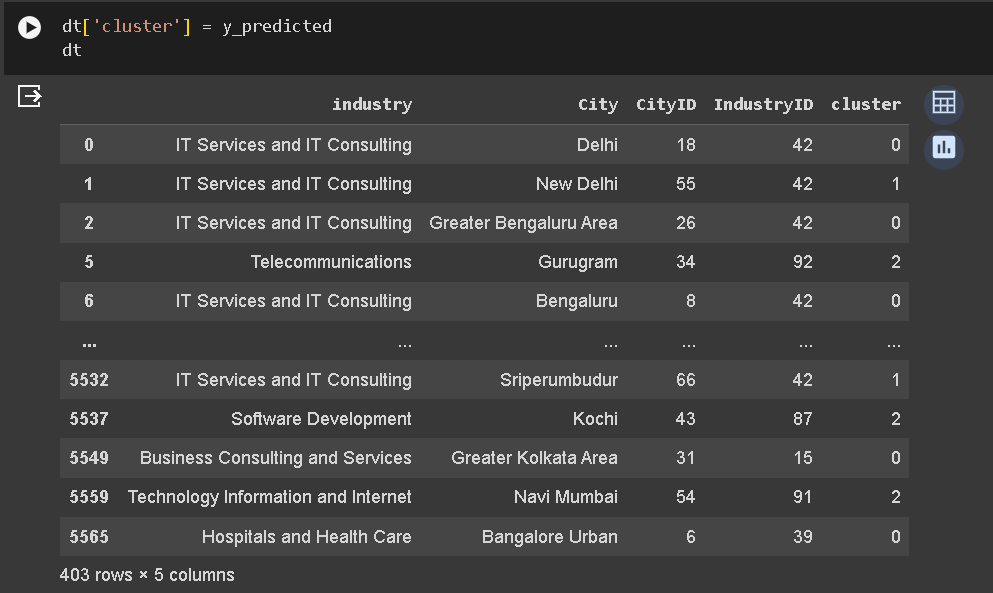 dt['cluster'] = y_predicted
dt
industry City CityID IndustryID cluster
0 IT Services and IT Consulting Delhi 18 42 0
1 IT Services and IT Consulting New Delhi 55 42 1
2 IT Services and IT Consulting Greater Bengaluru Area 26 42 0
5 Telecommunications Gurugram 34 92 2
6 IT Services and IT Consulting Bengaluru 8 42 0
... ... ... ... ... ...
5532 IT Services and IT Consulting Sriperumbudur 66 42 1
5537 Software Development Kochi 43 87 2
5549 Business Consulting and Services Greater Kolkata Area 31 15 0
5559 Technology Information and Internet Navi Mumbai 54 91 2
5565 Hospitals and Health Care Bangalore Urban 6 39 0
403 rows × 5 columns